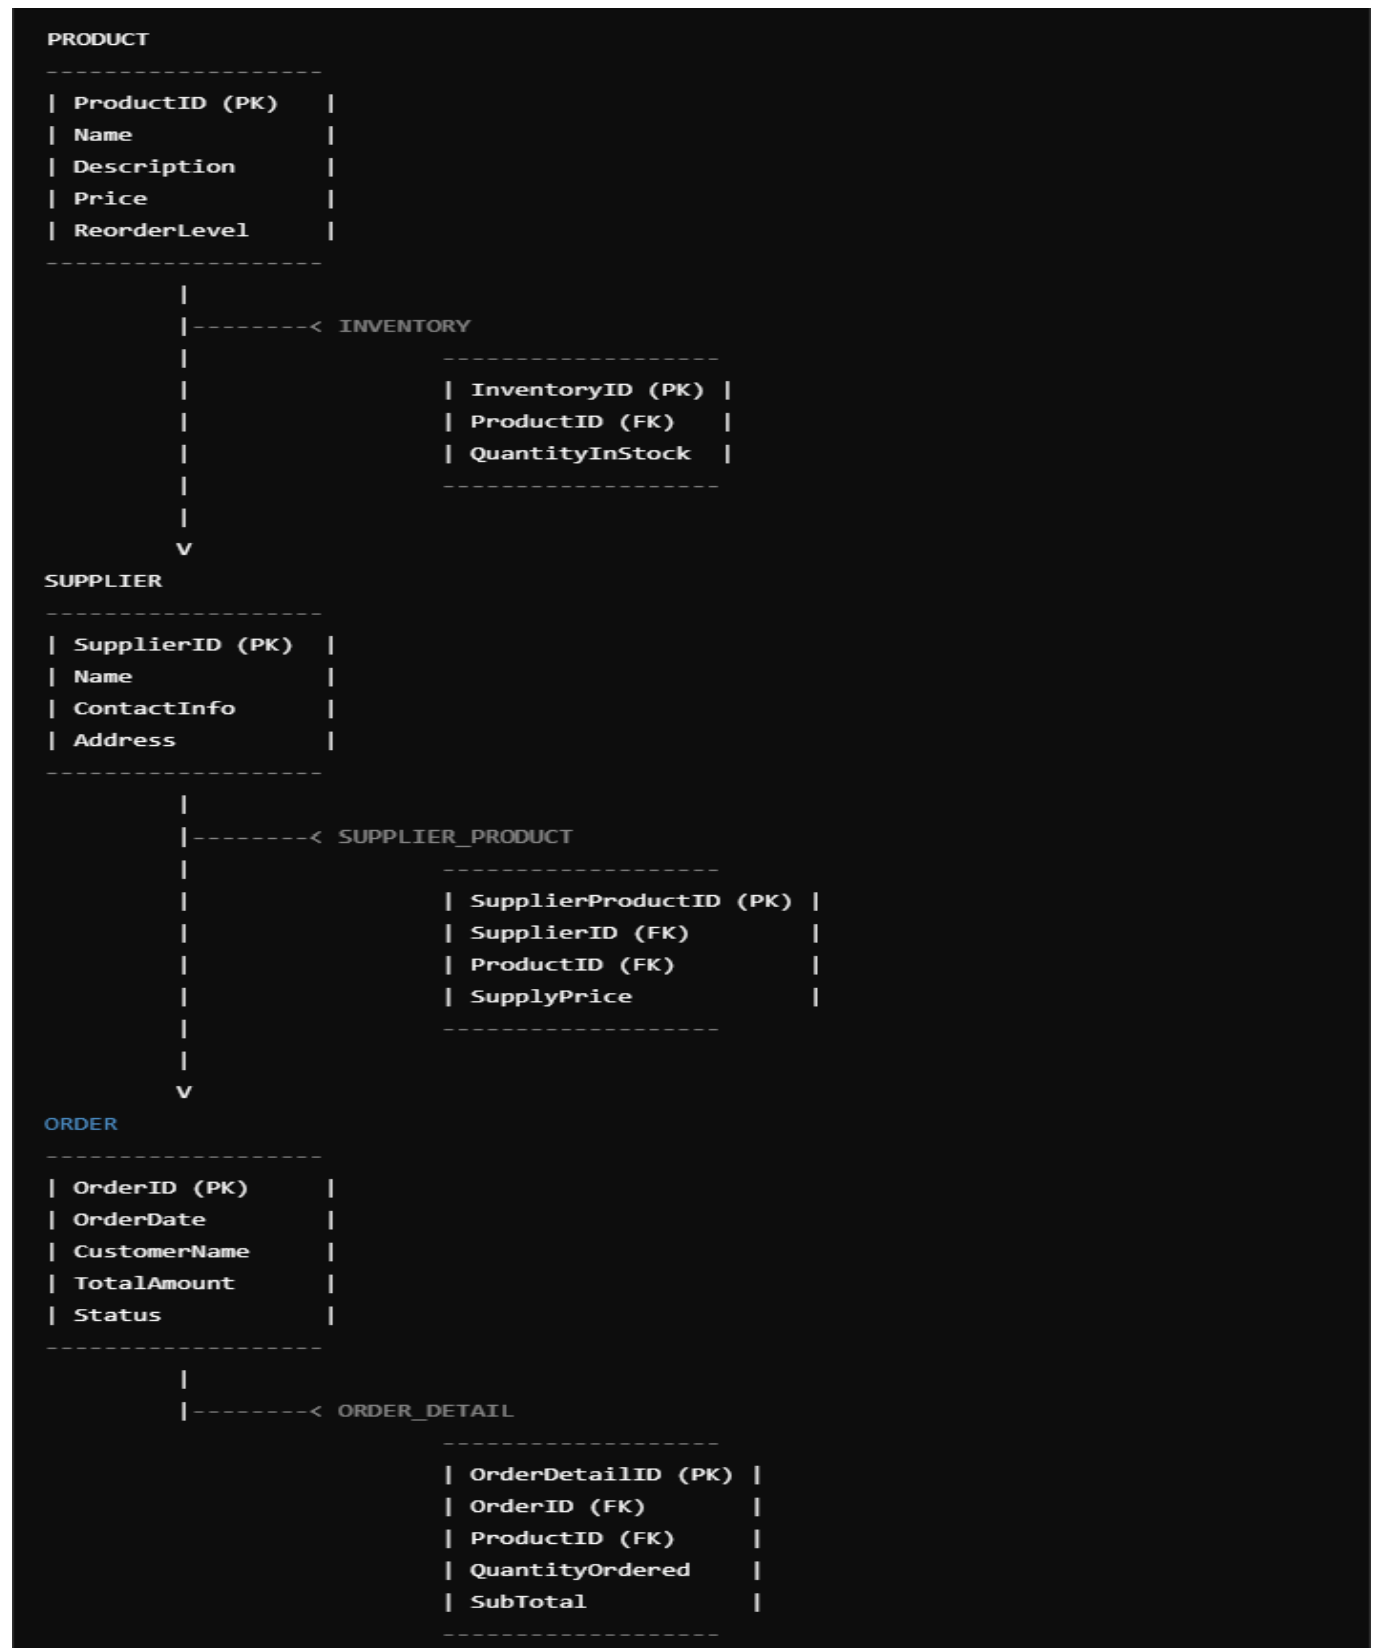 PRODUCT
--------------------
| ProductID (PK)   |
| Name             |
| Description      |
| Price            |
| ReorderLevel     |
--------------------
         |
         |--------< INVENTORY
         |                 -------------------
         |                 | InventoryID (PK) |
         |                 | ProductID (FK)   |
         |                 | QuantityInStock  |
         |                 -------------------
         |
         v
SUPPLIER
--------------------
| SupplierID (PK)  |
| Name             |
| ContactInfo      |
| Address          |
--------------------
         |
         |--------< SUPPLIER_PRODUCT
         |                 -------------------
         |                 | SupplierProductID (PK) |
         |                 | SupplierID (FK)        |
         |                 | ProductID (FK)         |
         |                 | SupplyPrice            |
         |                 -------------------
         |
         v
ORDER
--------------------
| OrderID (PK)     |
| OrderDate        |
| CustomerName     |
| TotalAmount      |
| Status           |
--------------------
         |
         |--------< ORDER_DETAIL
                           -------------------
                           | OrderDetailID (PK) |
                           | OrderID (FK)       |
                           | ProductID (FK)     |
                           | QuantityOrdered    |
                           | SubTotal           |
                           -------------------